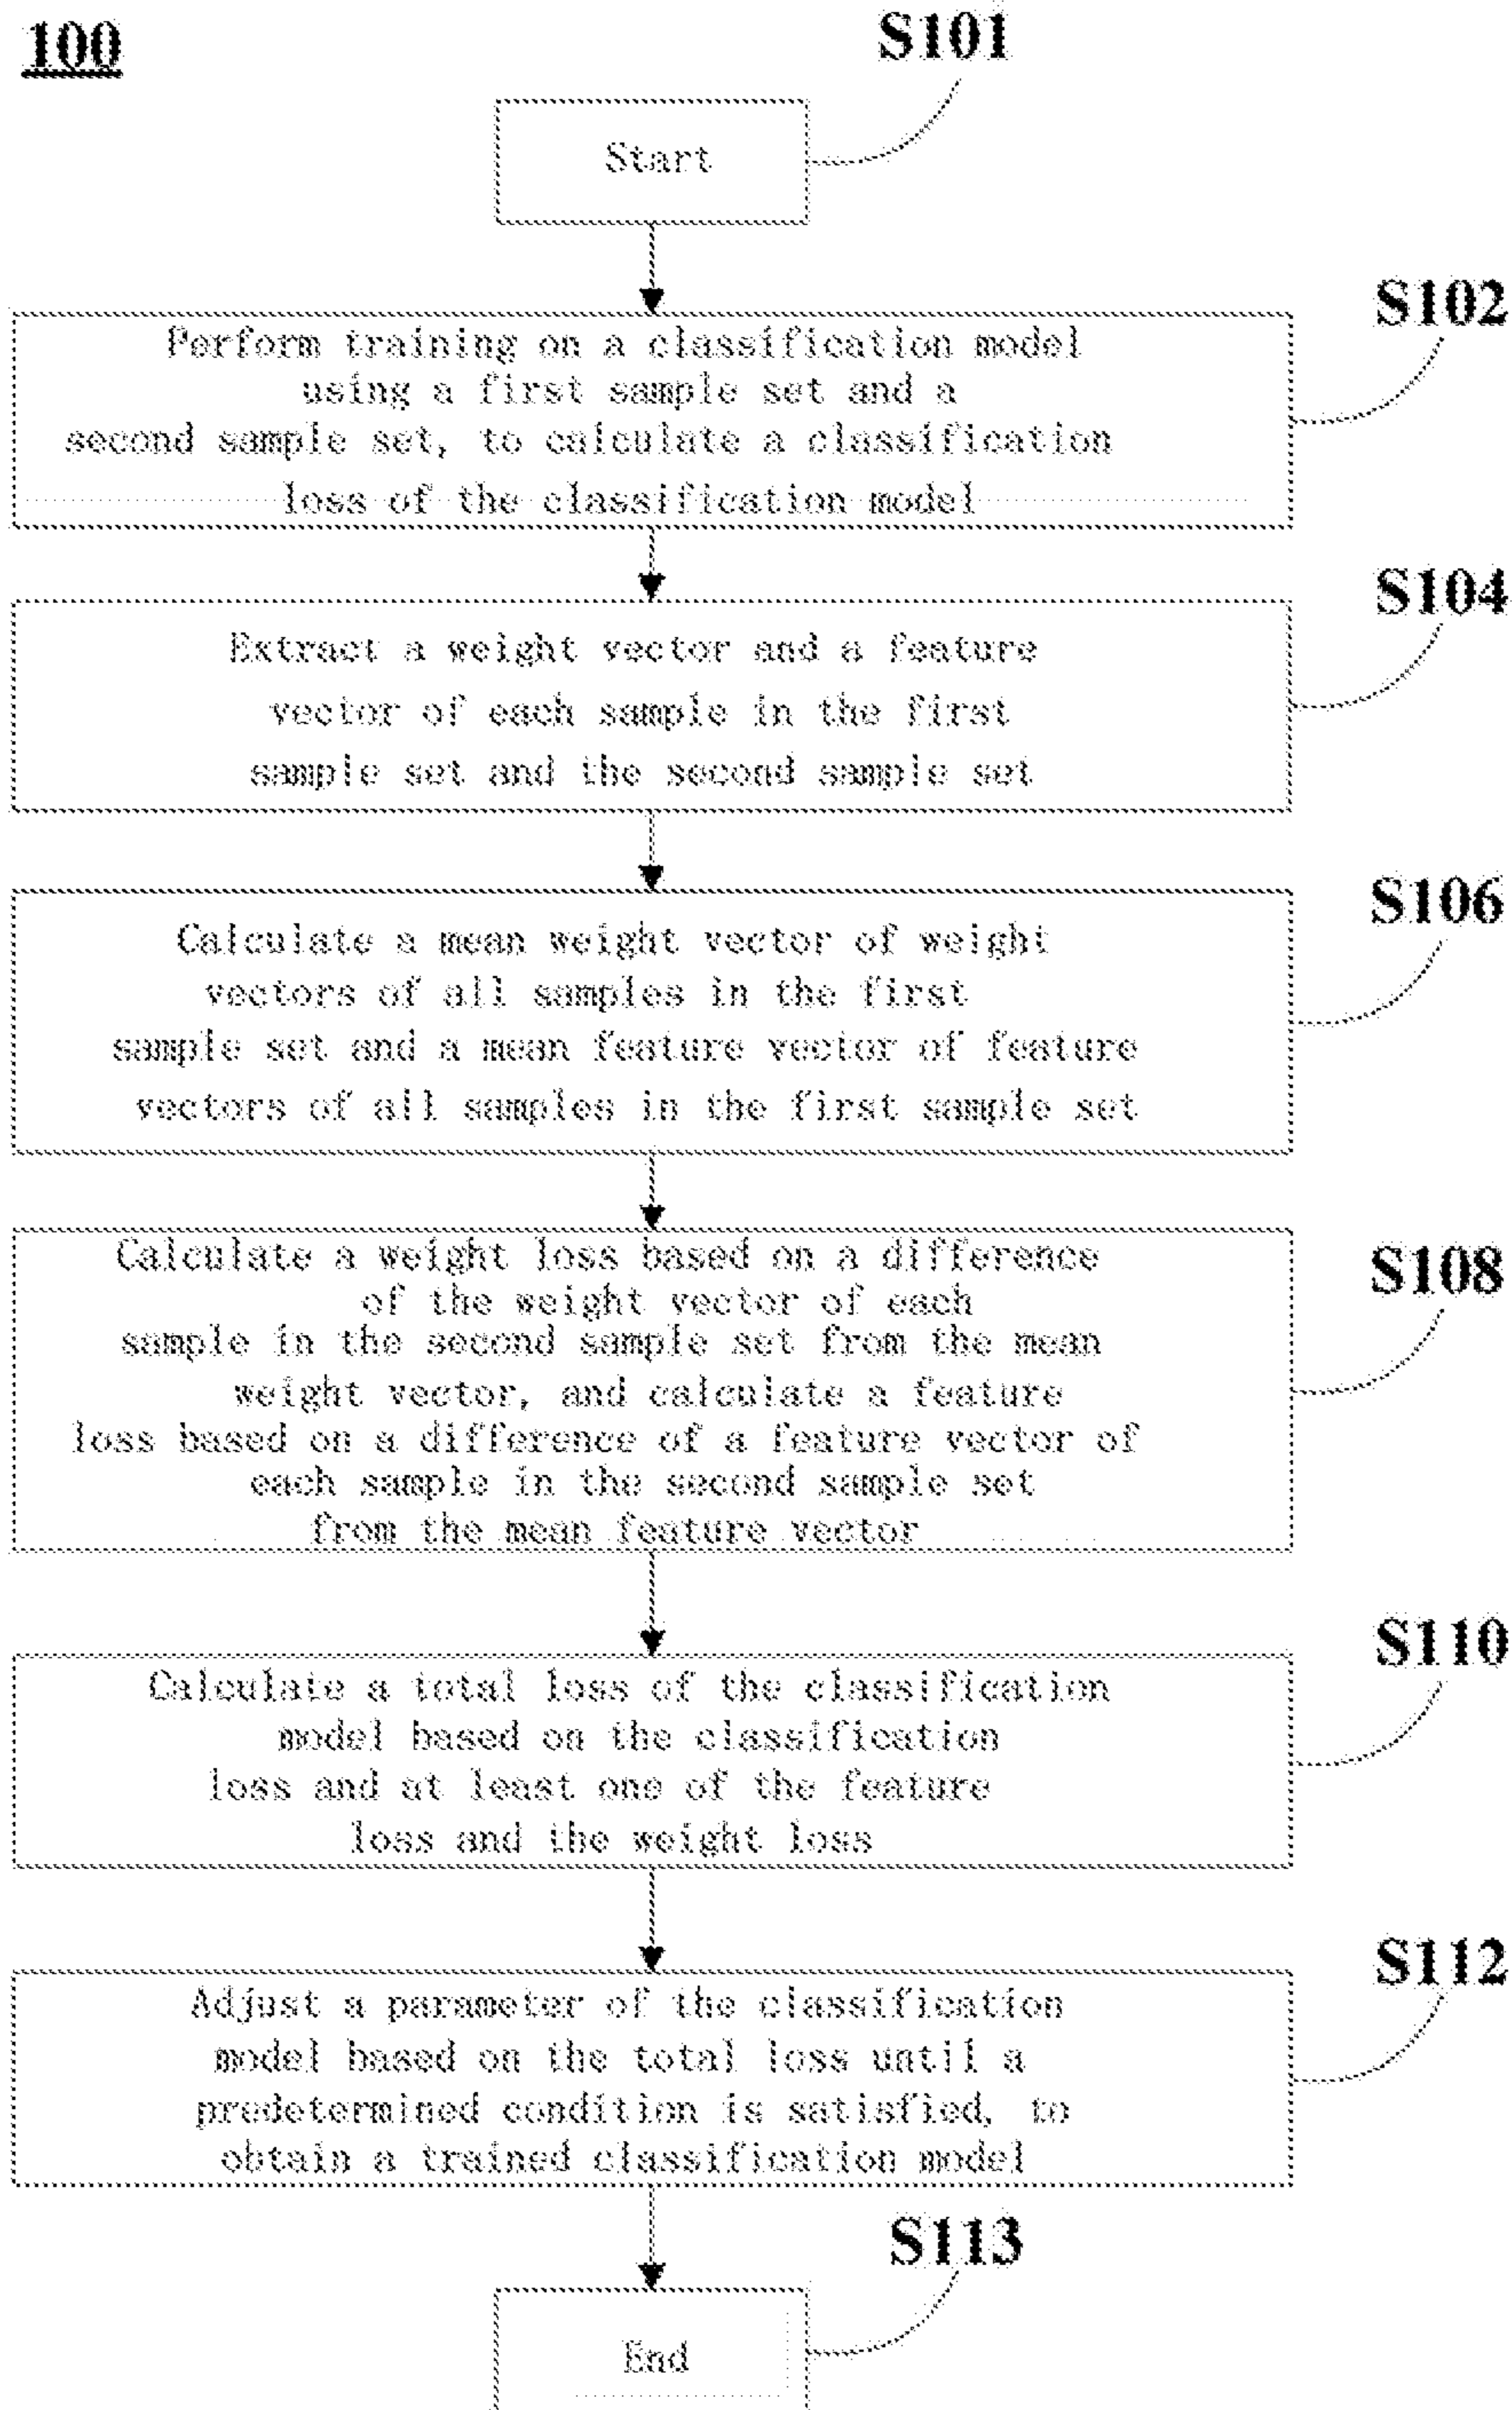 100
S101
Start
S102
Perform training on a classification model
using a first sample set and a
second sample set, to calculate a classification
loss of the classification model
S104
Extract a weight vector and a feature
vector of each sample in the first
sample set and the second sample set
S106
Calculate a mean weight vector of weight
vectors of all samples in the first
sample set and a mean feature vector of feature
vectors of all samples in the first sample set
S108
Calculate a weight loss based on a difference
of the weight vector of each
sample in the second sample set from the mean
weight vector, and calculate a feature
loss based on a difference of a feature vector of
each sample in the second sample set
from the mean feature vector
S110
Calculate a total loss of the classification
model based on the classification
loss and at least one of the feature
loss and the weight loss
S112
Adjust a parameter of the classification
model based on the total loss until a
predetermined condition is satisfied, to
obtain a trained classification model
S113
End